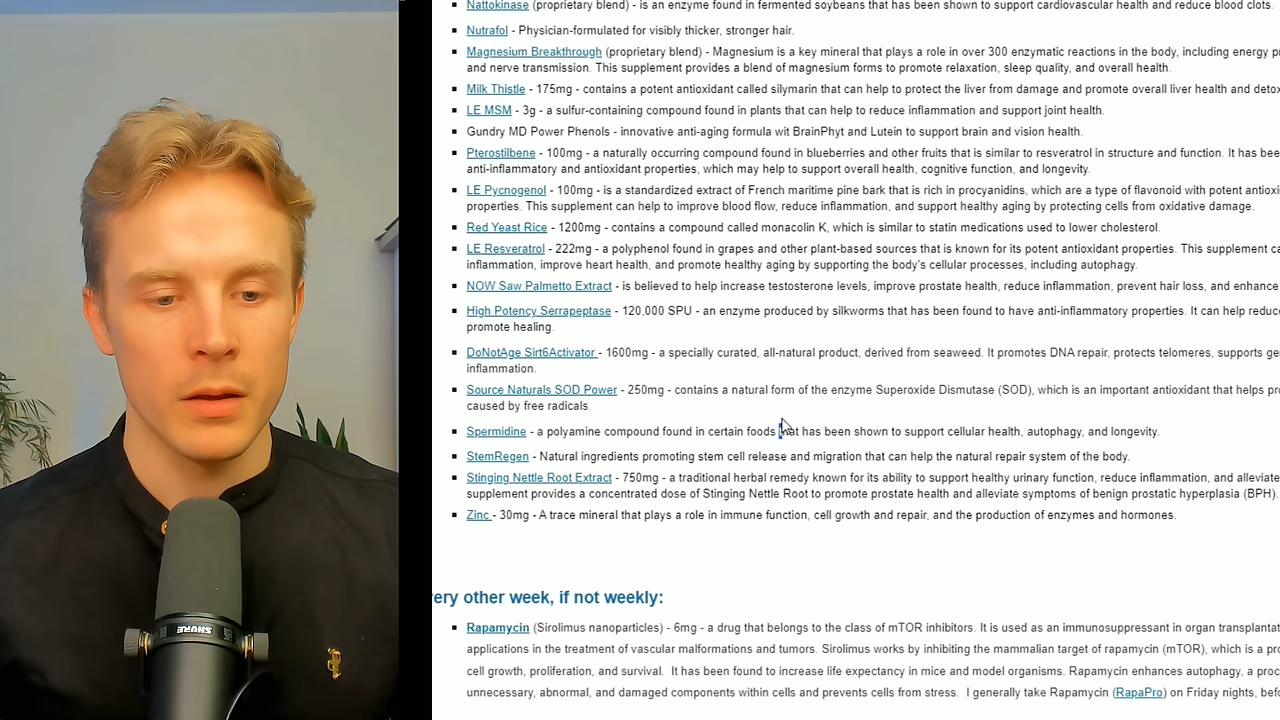 Nattokinase (proprietary blend) - is an enzyme found in fermented soybeans that has been shown to support cardiovascular health and reduce blood clots.
Nutrafol - Physician-formulated for visibly thicker, stronger hair.
Magnesium Breakthrough (proprietary blend) - Magnesium is a key mineral that plays a role in over 300 enzymatic reactions in the body, including energy
and nerve transmission. This supplement provides a blend of magnesium forms to promote relaxation, sleep quality, and overall health.
Milk Thistle - 175mg - contains a potent antioxidant called silymarin that can help to protect the liver from damage and promote overall liver health and
LE MSM - 3g - a sulfur-containing compound found in plants that can help to reduce inflammation and support joint health.
Gundry MD Power Phenols - innovative anti-aging formula wit BrainPhyt and Lutein to support brain and vision health.
Pterostilbene - 100mg - a naturally occurring compound found in blueberries and other fruits that is similar to resveratrol in structure and function. It has
anti-inflammatory and antioxidant properties, which may help to support overall health, cognitive function, and longevity.
LE Pycnogenol - 100mg - is a standardized extract of French maritime pine bark that is rich in procyanidins, which are a type of flavonoid with potent
properties. This supplement can help to improve blood flow, reduce inflammation, and support healthy aging by protecting cells from oxidative damage.
Red Yeast Rice - 1200mg - contains a compound called monacolin K, which is similar to statin medications used to lower cholesterol.
LE Resveratrol - 222mg - a polyphenol found in grapes and other plant-based sources that is known for its potent antioxidant properties. This supplement
inflammation, improve heart health, and promote healthy aging by supporting the body's cellular processes, including autophagy.
NOW Saw Palmetto Extract - is believed to help increase testosterone levels, improve prostate health, reduce inflammation, prevent hair loss, and enhance
High Potency Serrapeptase - 120,000 SPU - an enzyme produced by silkworms that has been found to have anti-inflammatory properties. It can help
promote healing.
DoNotAge Sirt6Activator - 1600mg - a specially curated, all-natural product, derived from seaweed. It promotes DNA repair, protects telomeres, supports
inflammation.
Source Naturals SOD Power - 250mg - contains a natural form of the enzyme Superoxide Dismutase (SOD), which is an important antioxidant that helps
caused by free radicals.
Spermidine - a polyamine compound found in certain foods that has been shown to support cellular health, autophagy, and longevity.
StemRegen - Natural ingredients promoting stem cell release and migration that can help the natural repair system of the body.
Stinging Nettle Root Extract - 750mg - a traditional herbal remedy known for its ability to support healthy urinary function, reduce inflammation, and alleviate
supplement provides a concentrated dose of Stinging Nettle Root to promote prostate health and alleviate symptoms of benign prostatic hyperplasia (BPH).
Zinc - 30mg - A trace mineral that plays a role in immune function, cell growth and repair, and the production of enzymes and hormones.
very other week, if not weekly:
Rapamycin (Sirolimus nanoparticles) - 6mg - a drug that belongs to the class of mTOR inhibitors. It is used as an immunosuppressant in organ
applications in the treatment of vascular malformations and tumors. Sirolimus works by inhibiting the mammalian target of rapamycin (mTOR), which is a
cell growth, proliferation, and survival. It has been found to increase life expectancy in mice and model organisms. Rapamycin enhances autophagy, a
unnecessary, abnormal, and damaged components within cells and prevents cells from stress. I generally take Rapamycin (RapaPro) on Friday nights,
SHURE